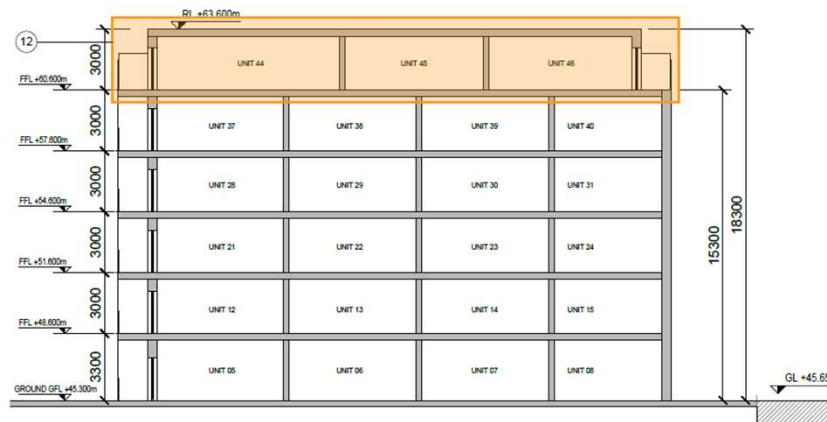 RL +63.600m
12
3000
UNIT 44 UNIT 45 UNIT 46
FFL +60.600m
3000
UNIT 37 UNIT 38 UNIT 39 UNIT 40
FFL +57.600m
3000
UNIT 28 UNIT 29 UNIT 30 UNIT 31
FFL +54.600m
3000
UNIT 21 UNIT 22 UNIT 23 UNIT 24
15300
18300
FFL +51.600m
3000
UNIT 12 UNIT 13 UNIT 14 UNIT 15
FFL +48.600m
3300
UNIT 05 UNIT 06 UNIT 07 UNIT 08
GROUND GFL +45.300m
GL +45.65